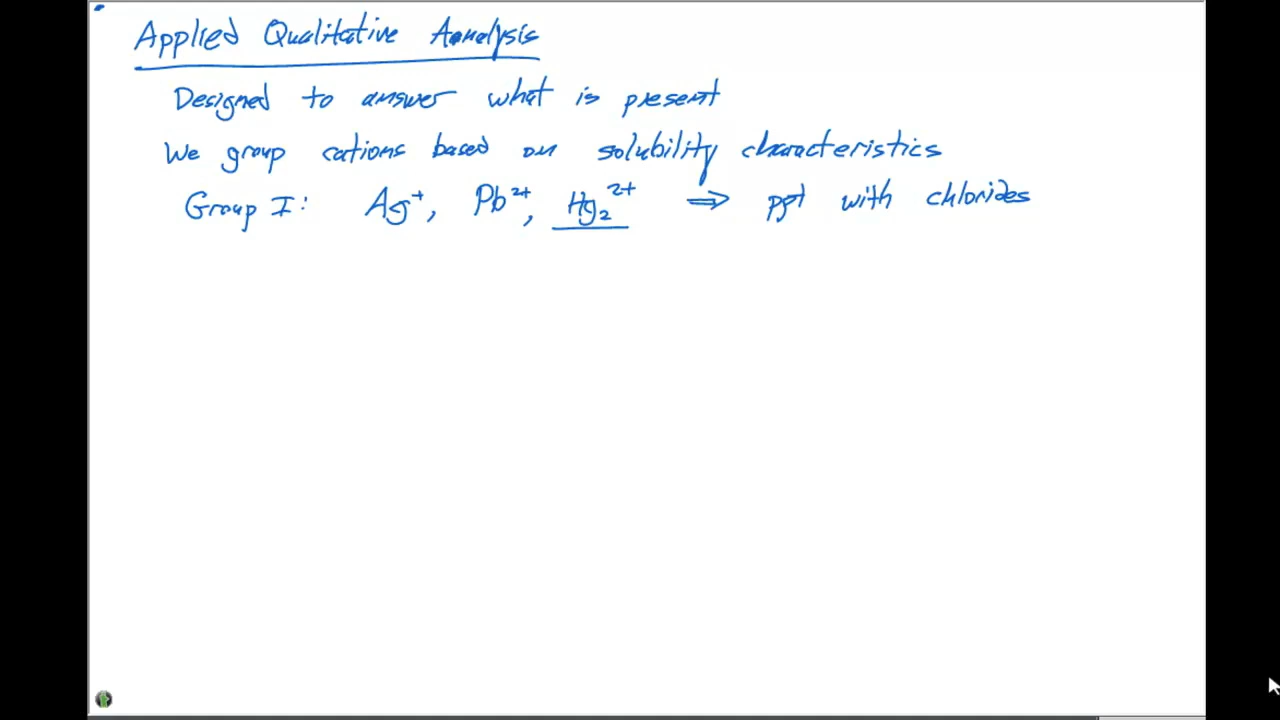 Applied Qualitative Analysis
Designed to answer what is present
We group cations based on solubility characteristics
Group I: Ag⁺, Pb²⁺, Hg₂²⁺ ⇒ ppt with chlorides